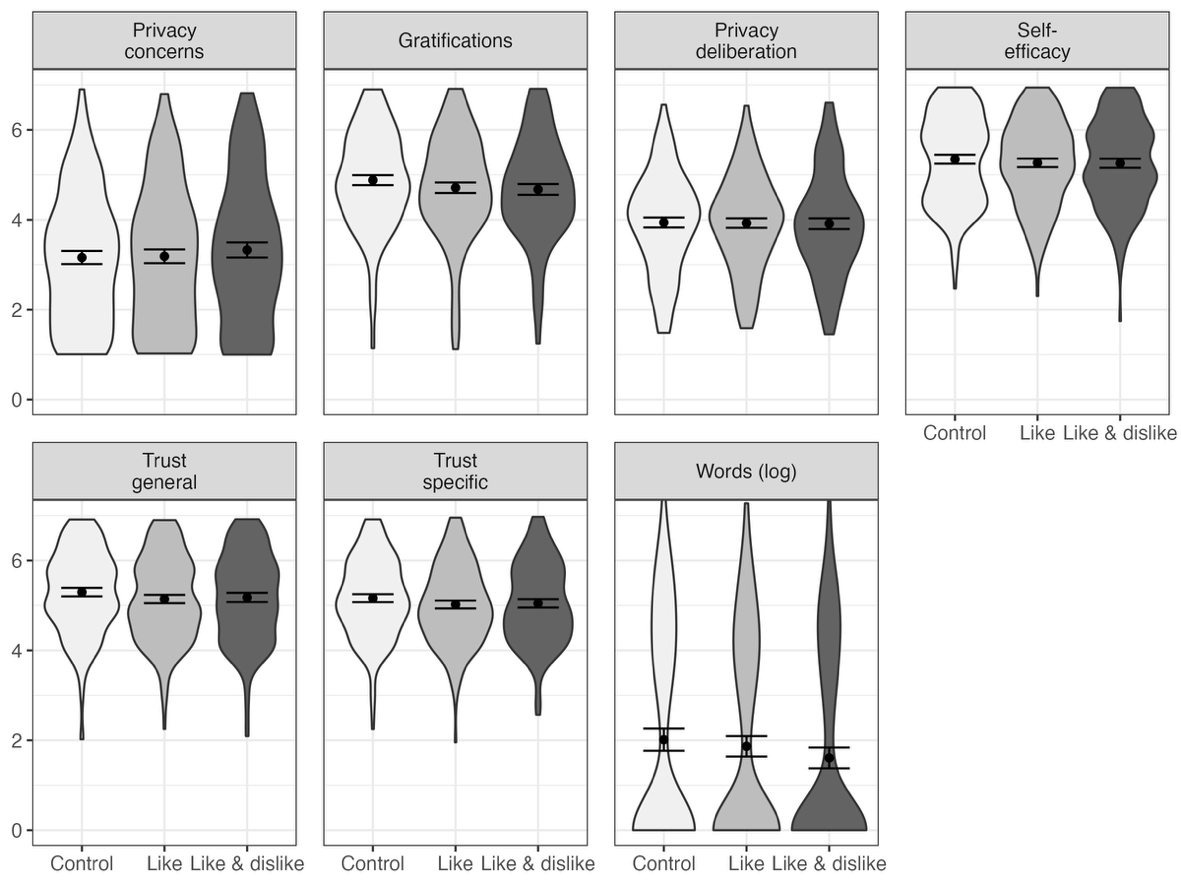 Privacy
concerns
Gratifications
Privacy
deliberation
Self-
efficacy
6
4
2
0
Control Like Like & dislike
Trust
general
Trust
specific
Words (log)
6
4
2
0
Control Like Like & dislike
Control Like Like & dislike
Control Like Like & dislike